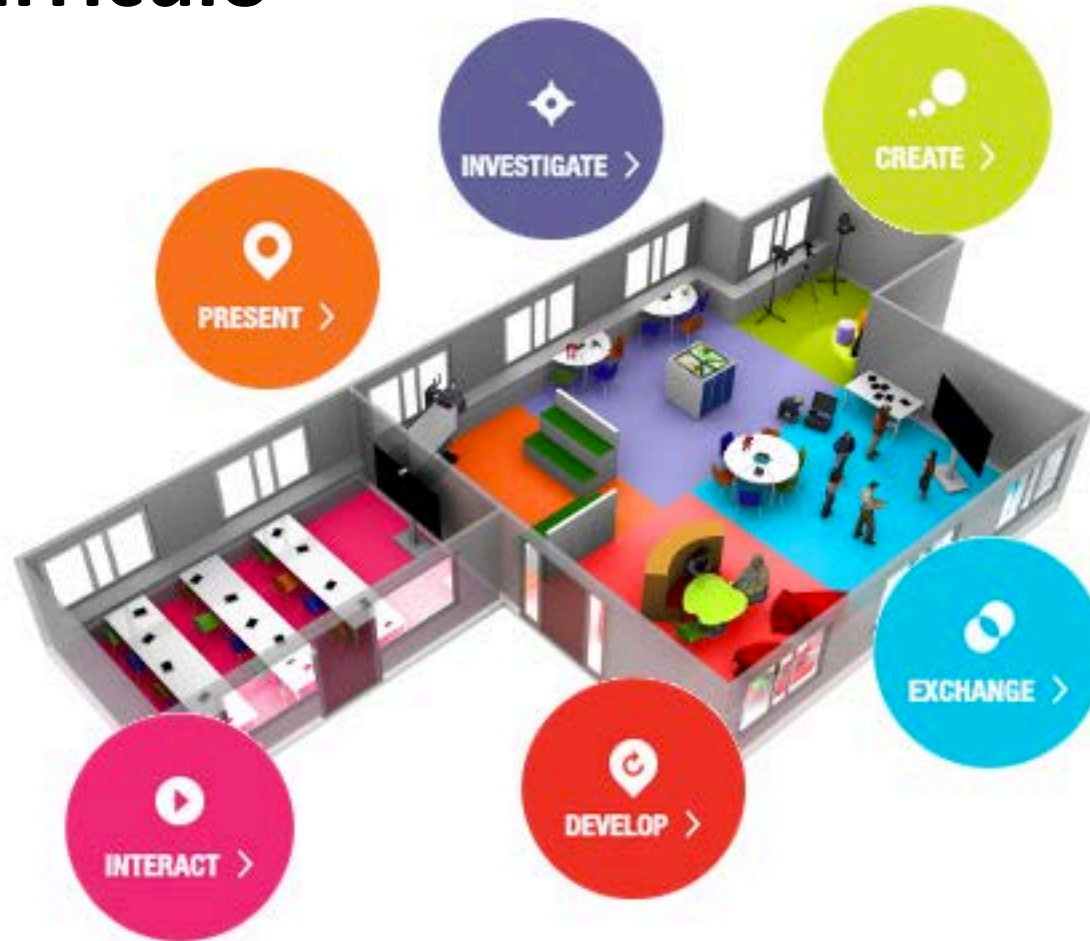 INVESTIGATE >
CREATE >
PRESENT >
EXCHANGE >
DEVELOP >
INTERACT >